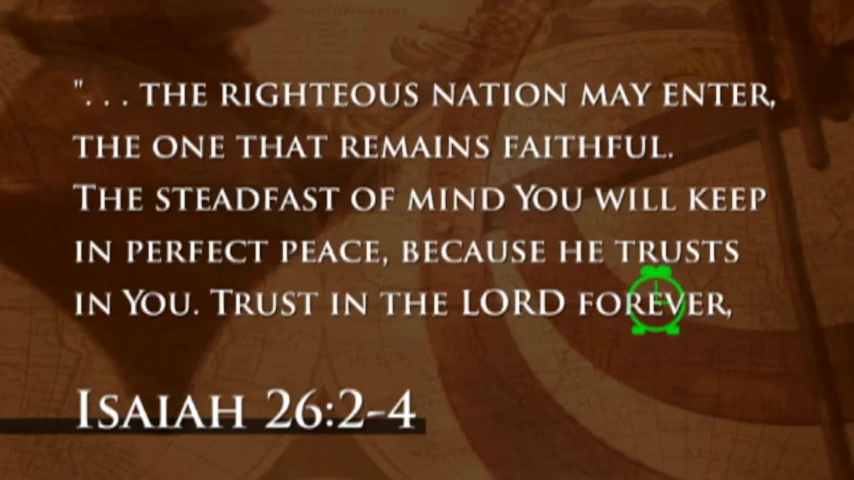 ". . . THE RIGHTEOUS NATION MAY ENTER,
THE ONE THAT REMAINS FAITHFUL.
THE STEADFAST OF MIND YOU WILL KEEP
IN PERFECT PEACE, BECAUSE HE TRUSTS
IN YOU. TRUST IN THE LORD FOREVER,
ISAIAH 26:2-4